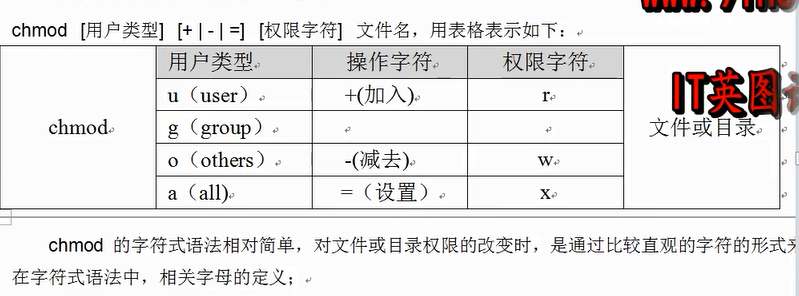 chmod [用户类型] [+ | - | =] [权限字符] 文件名，用表格表示如下：
用户类型 操作字符 权限字符
u（user） +(加入) r
g（group）
chmod 文件或目录
o（others） -(减去) w
a（all) =（设置） x
IT英图
chmod 的字符式语法相对简单，对文件或目录权限的改变时，是通过比较直观的字符的形式
在字符式语法中，相关字母的定义；